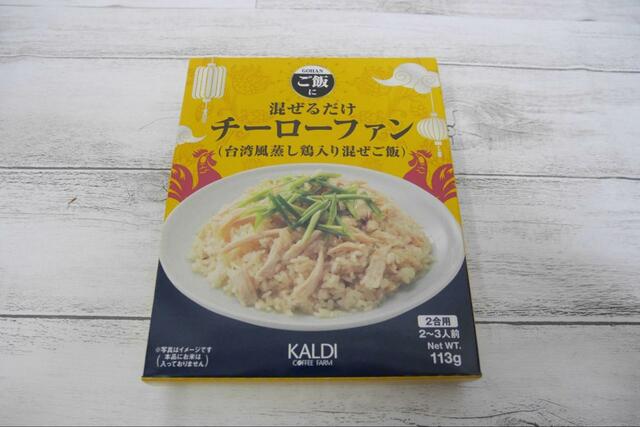 GOHAN
ご飯
に
混ぜるだけ
チーローファン
(台湾風蒸し鶏入り混ぜご飯)
2合用
2~3人前
Net WT.
113g
※写真はイメージです
(本品にお米は
入っておりません)
KALDI
COFFEE FARM